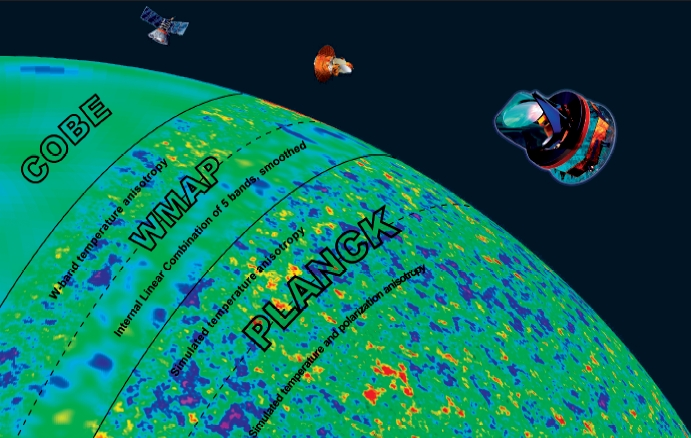 COBE
W-band temperature anisotropy
WMAP
Internal Linear Combination of 5 bands, smoothed
Simulated temperature anisotropy
PLANCK
Simulated temperature and polarization anisotropy